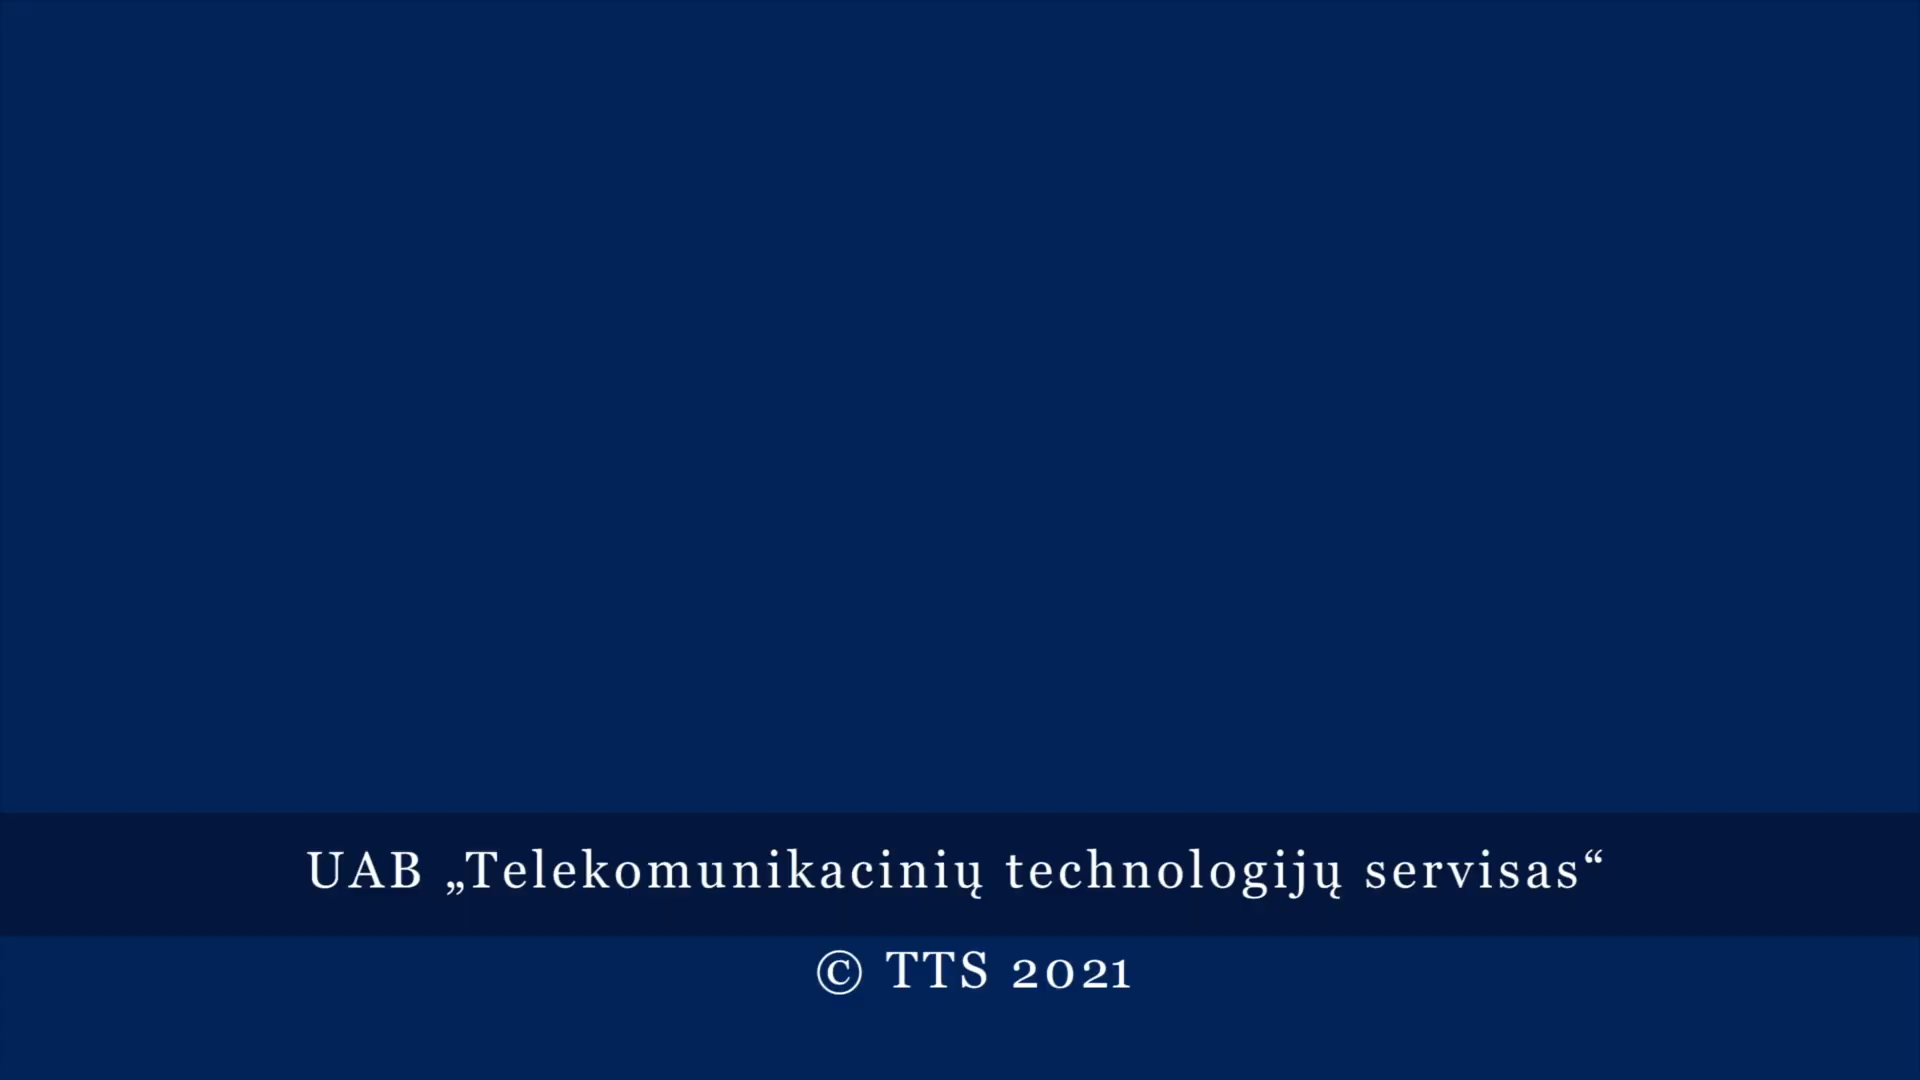 UAB „Telekomunikacinių technologijų servisas“
© TTS 2021